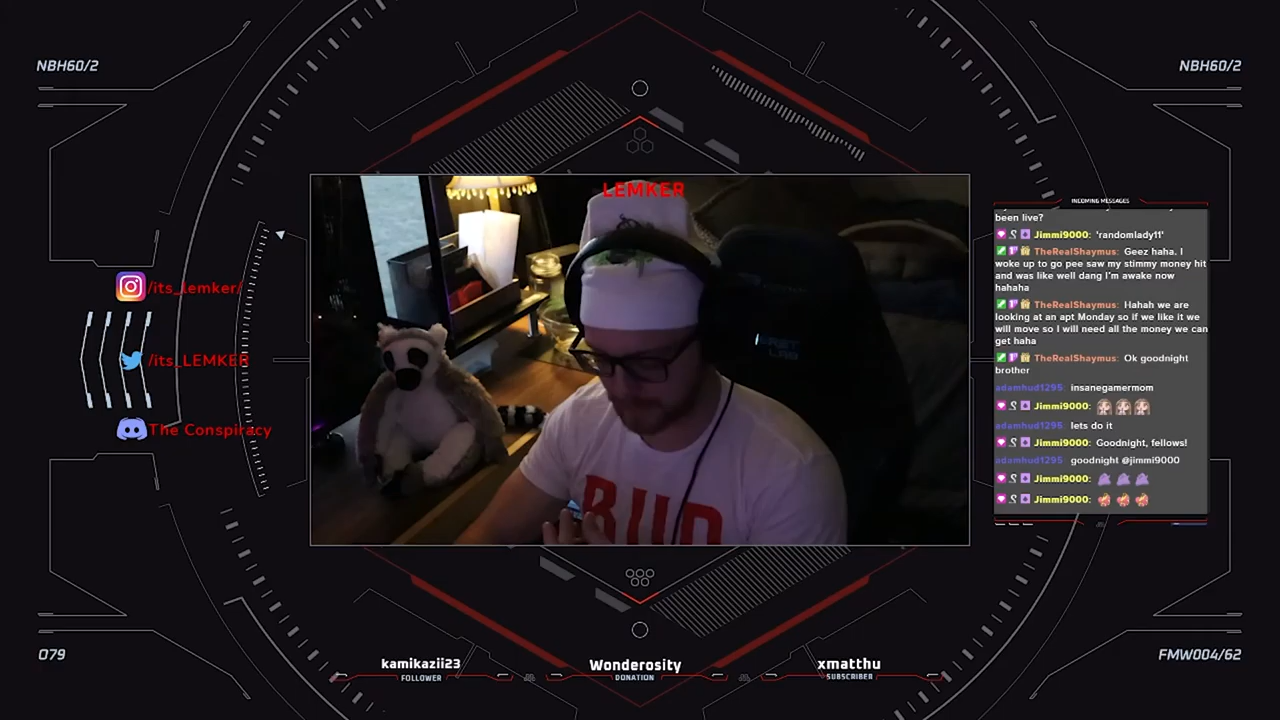 NBH60/2
NBH60/2
LEMKER
INCOMING MESSAGES
been live?
Jimmi9000: 'randomlady11'
TheRealShaymus: Geez haha. I
woke up to go pee saw my stimmy money hit
and was like well dang I'm awake now
hahaha
TheRealShaymus: Hahah we are
looking at an apt Monday so if we like it we
will move so I will need all the money we can
get haha
TheRealShaymus: Ok goodnight
brother
adamhud1295: insanegamermom
Jimmi9000:
adamhud1295: lets do it
Jimmi9000: Goodnight, fellows!
adamhud1295: goodnight @jimmi9000
Jimmi9000:
Jimmi9000:
/its_lemker/
/its_LEMKER
The Conspiracy
BUD
LAB
079
FMW004/62
kamikazii23
FOLLOWER
Wonderosity
DONATION
xmatthu
SUBSCRIBER